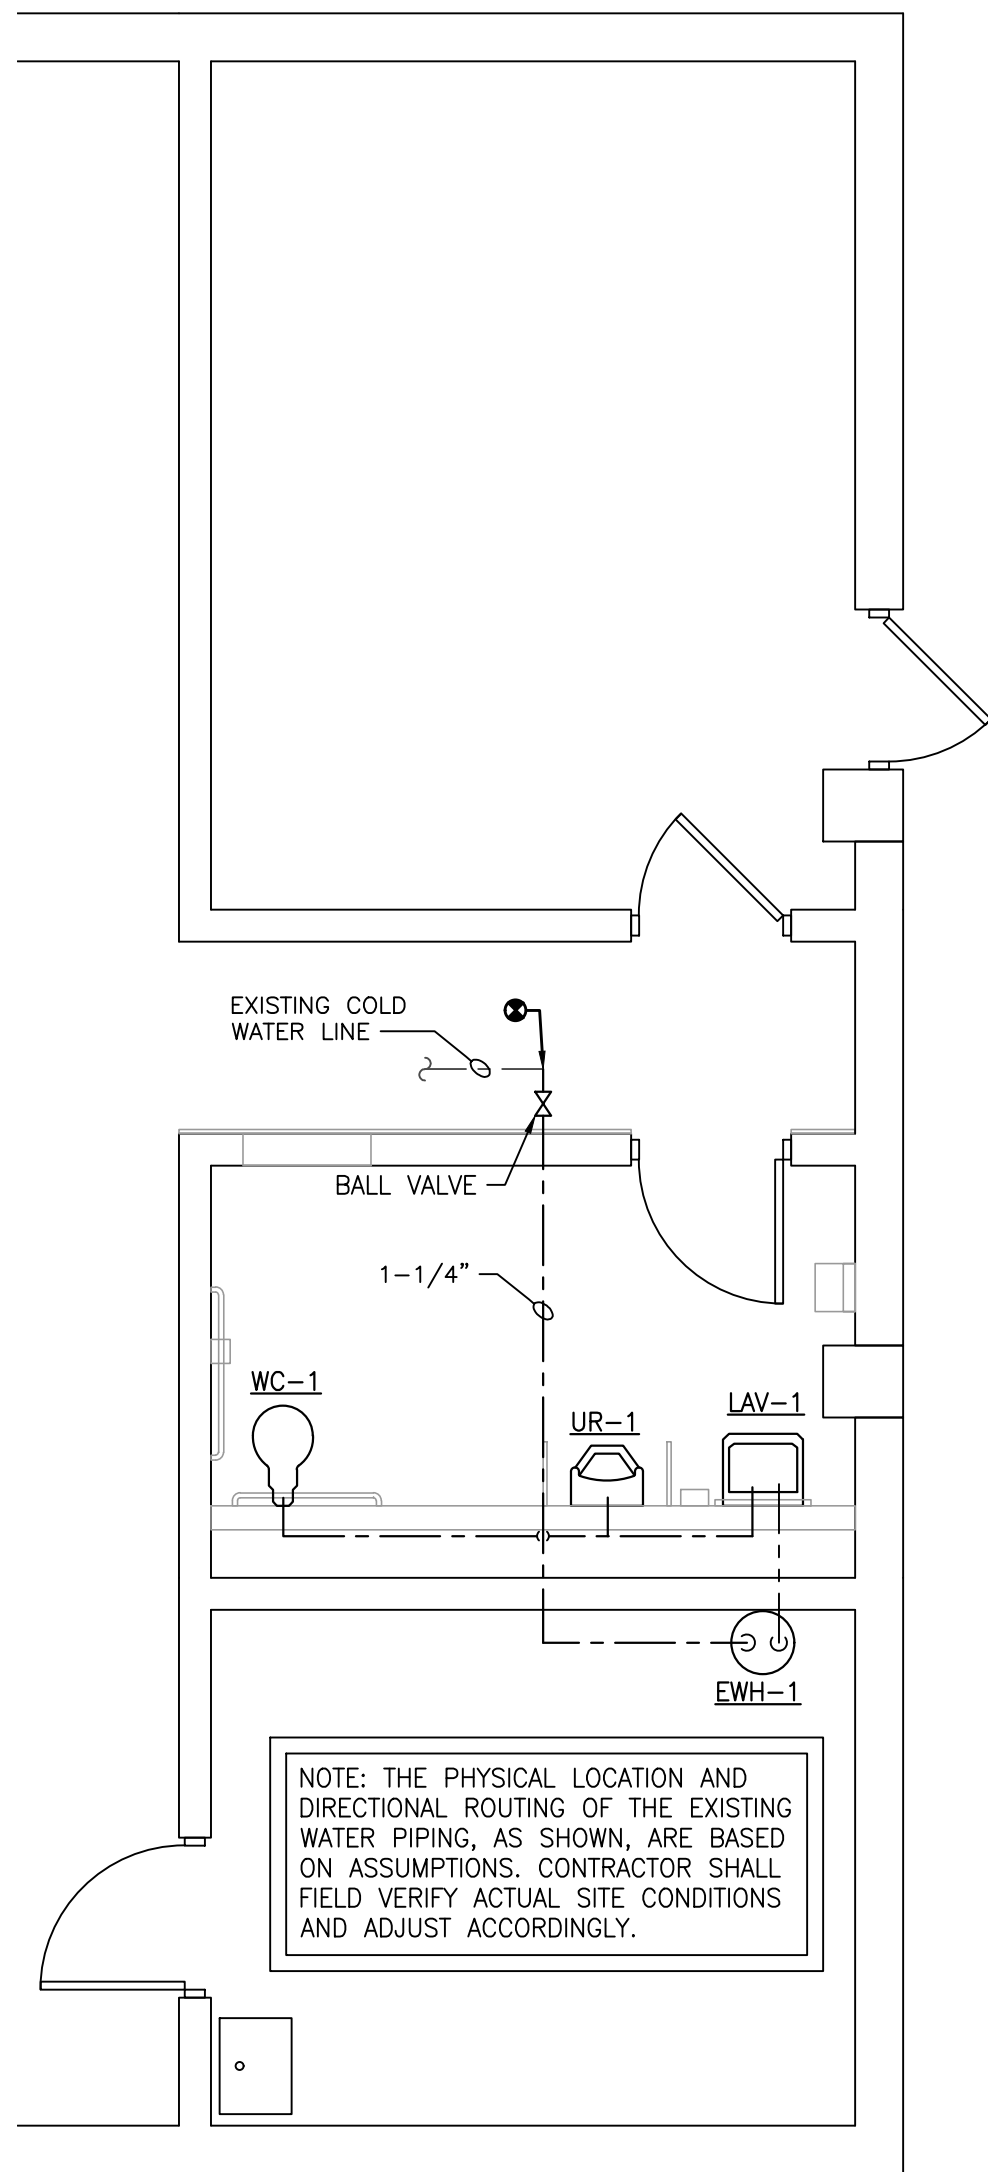 EXISTING COLD
WATER LINE
BALL VALVE
1-1/4"
WC-1
UR-1
LAV-1
EWH-1
NOTE: THE PHYSICAL LOCATION AND
DIRECTIONAL ROUTING OF THE EXISTING
WATER PIPING, AS SHOWN, ARE BASED
ON ASSUMPTIONS. CONTRACTOR SHALL
FIELD VERIFY ACTUAL SITE CONDITIONS
AND ADJUST ACCORDINGLY.